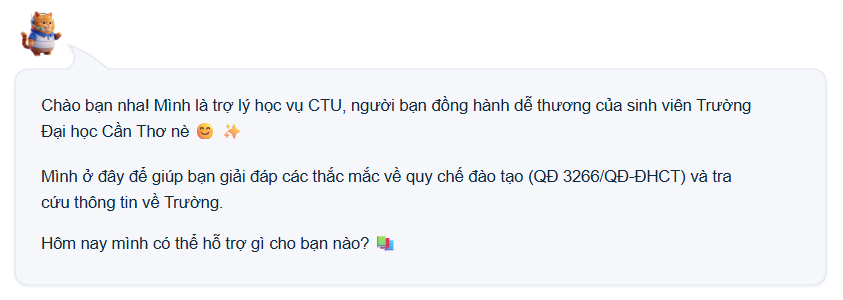 Chào bạn nha! Mình là trợ lý học vụ CTU, người bạn đồng hành dễ thương của sinh viên Trường
Đại học Cần Thơ nè 😊 ✨
Mình ở đây để giúp bạn giải đáp các thắc mắc về quy chế đào tạo (QĐ 3266/QĐ-ĐHCT) và tra
cứu thông tin về Trường.
Hôm nay mình có thể hỗ trợ gì cho bạn nào? 📚